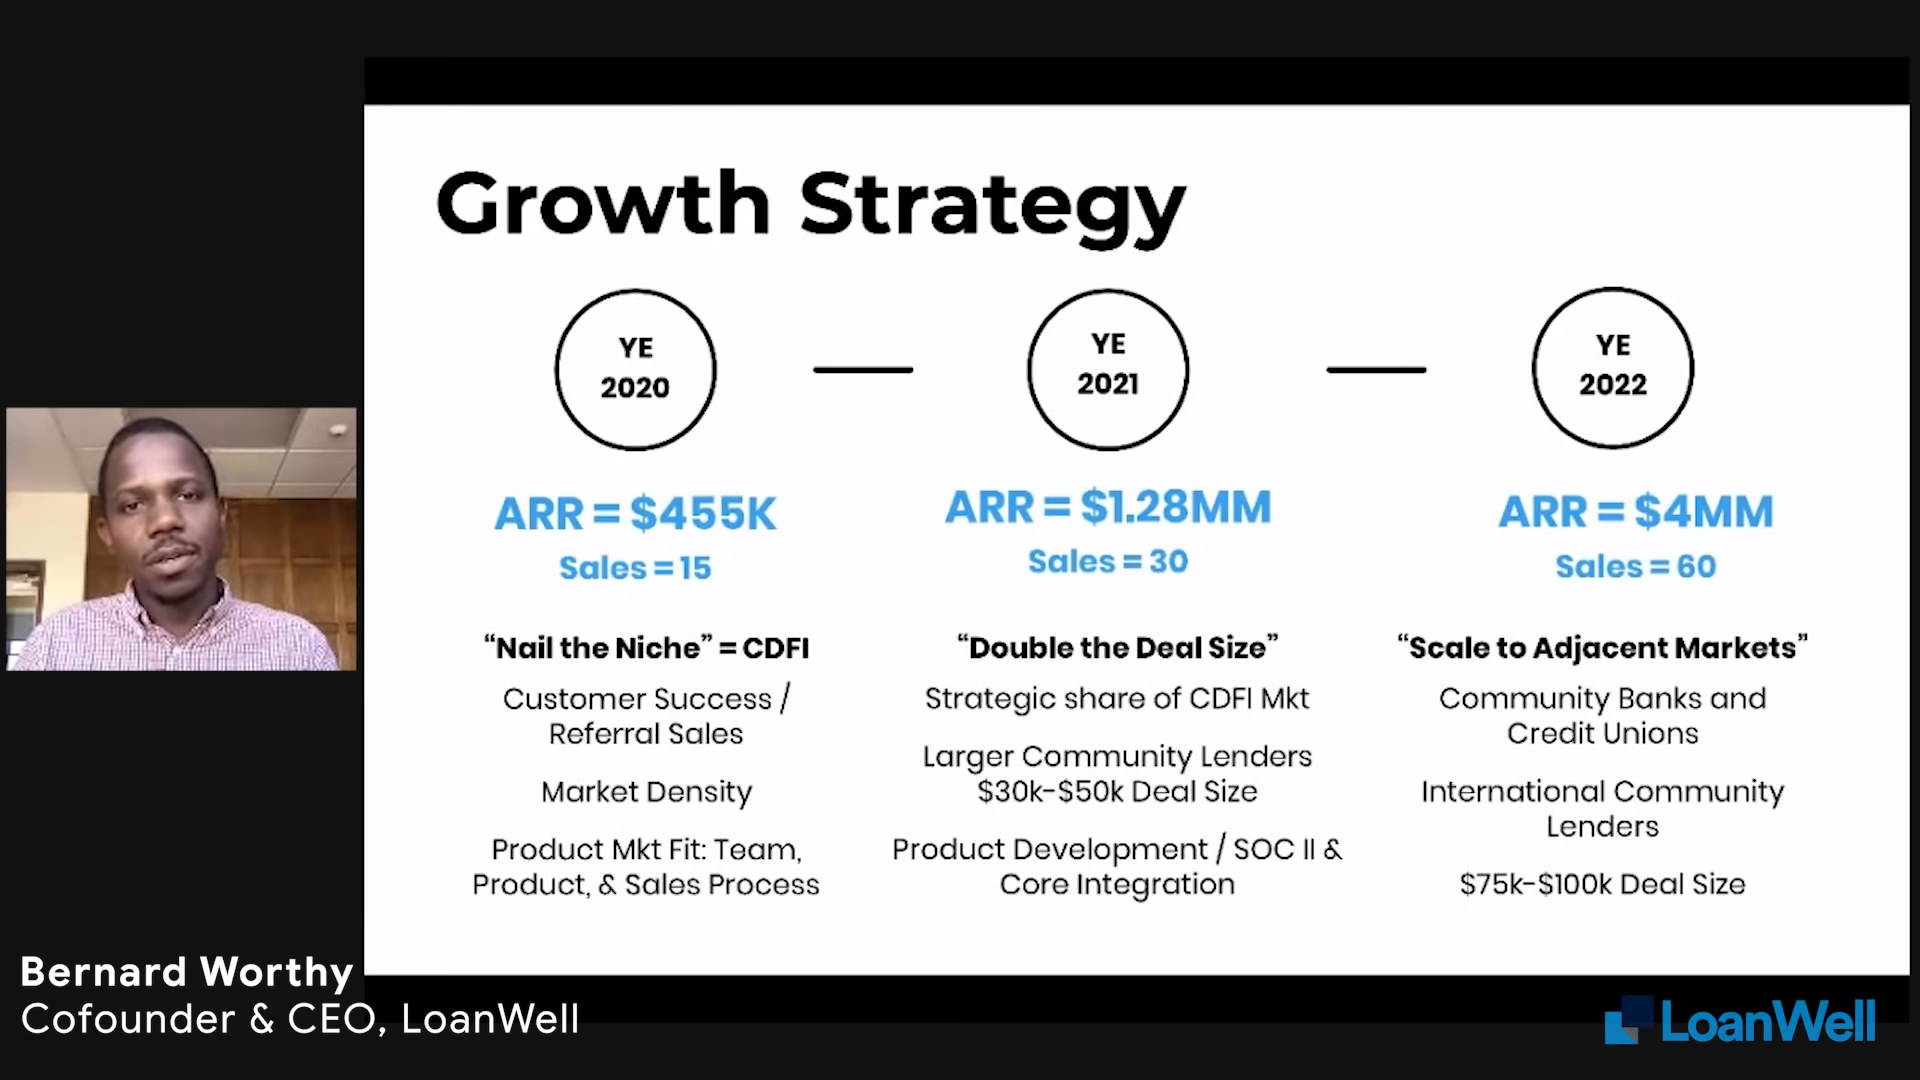 Growth Strategy
YE
2020
YE
2021
YE
2022
ARR = $455K
Sales = 15
ARR = $1.28MM
Sales = 30
ARR = $4MM
Sales = 60
“Nail the Niche” = CDFI
Customer Success /
Referral Sales
Market Density
Product Mkt Fit: Team,
Product, & Sales Process
“Double the Deal Size”
Strategic share of CDFI Mkt
Larger Community Lenders
$30k-$50k Deal Size
Product Development / SOC II &
Core Integration
“Scale to Adjacent Markets”
Community Banks and
Credit Unions
International Community
Lenders
$75k-$100k Deal Size
Bernard Worthy
Cofounder & CEO, LoanWell
LoanWell